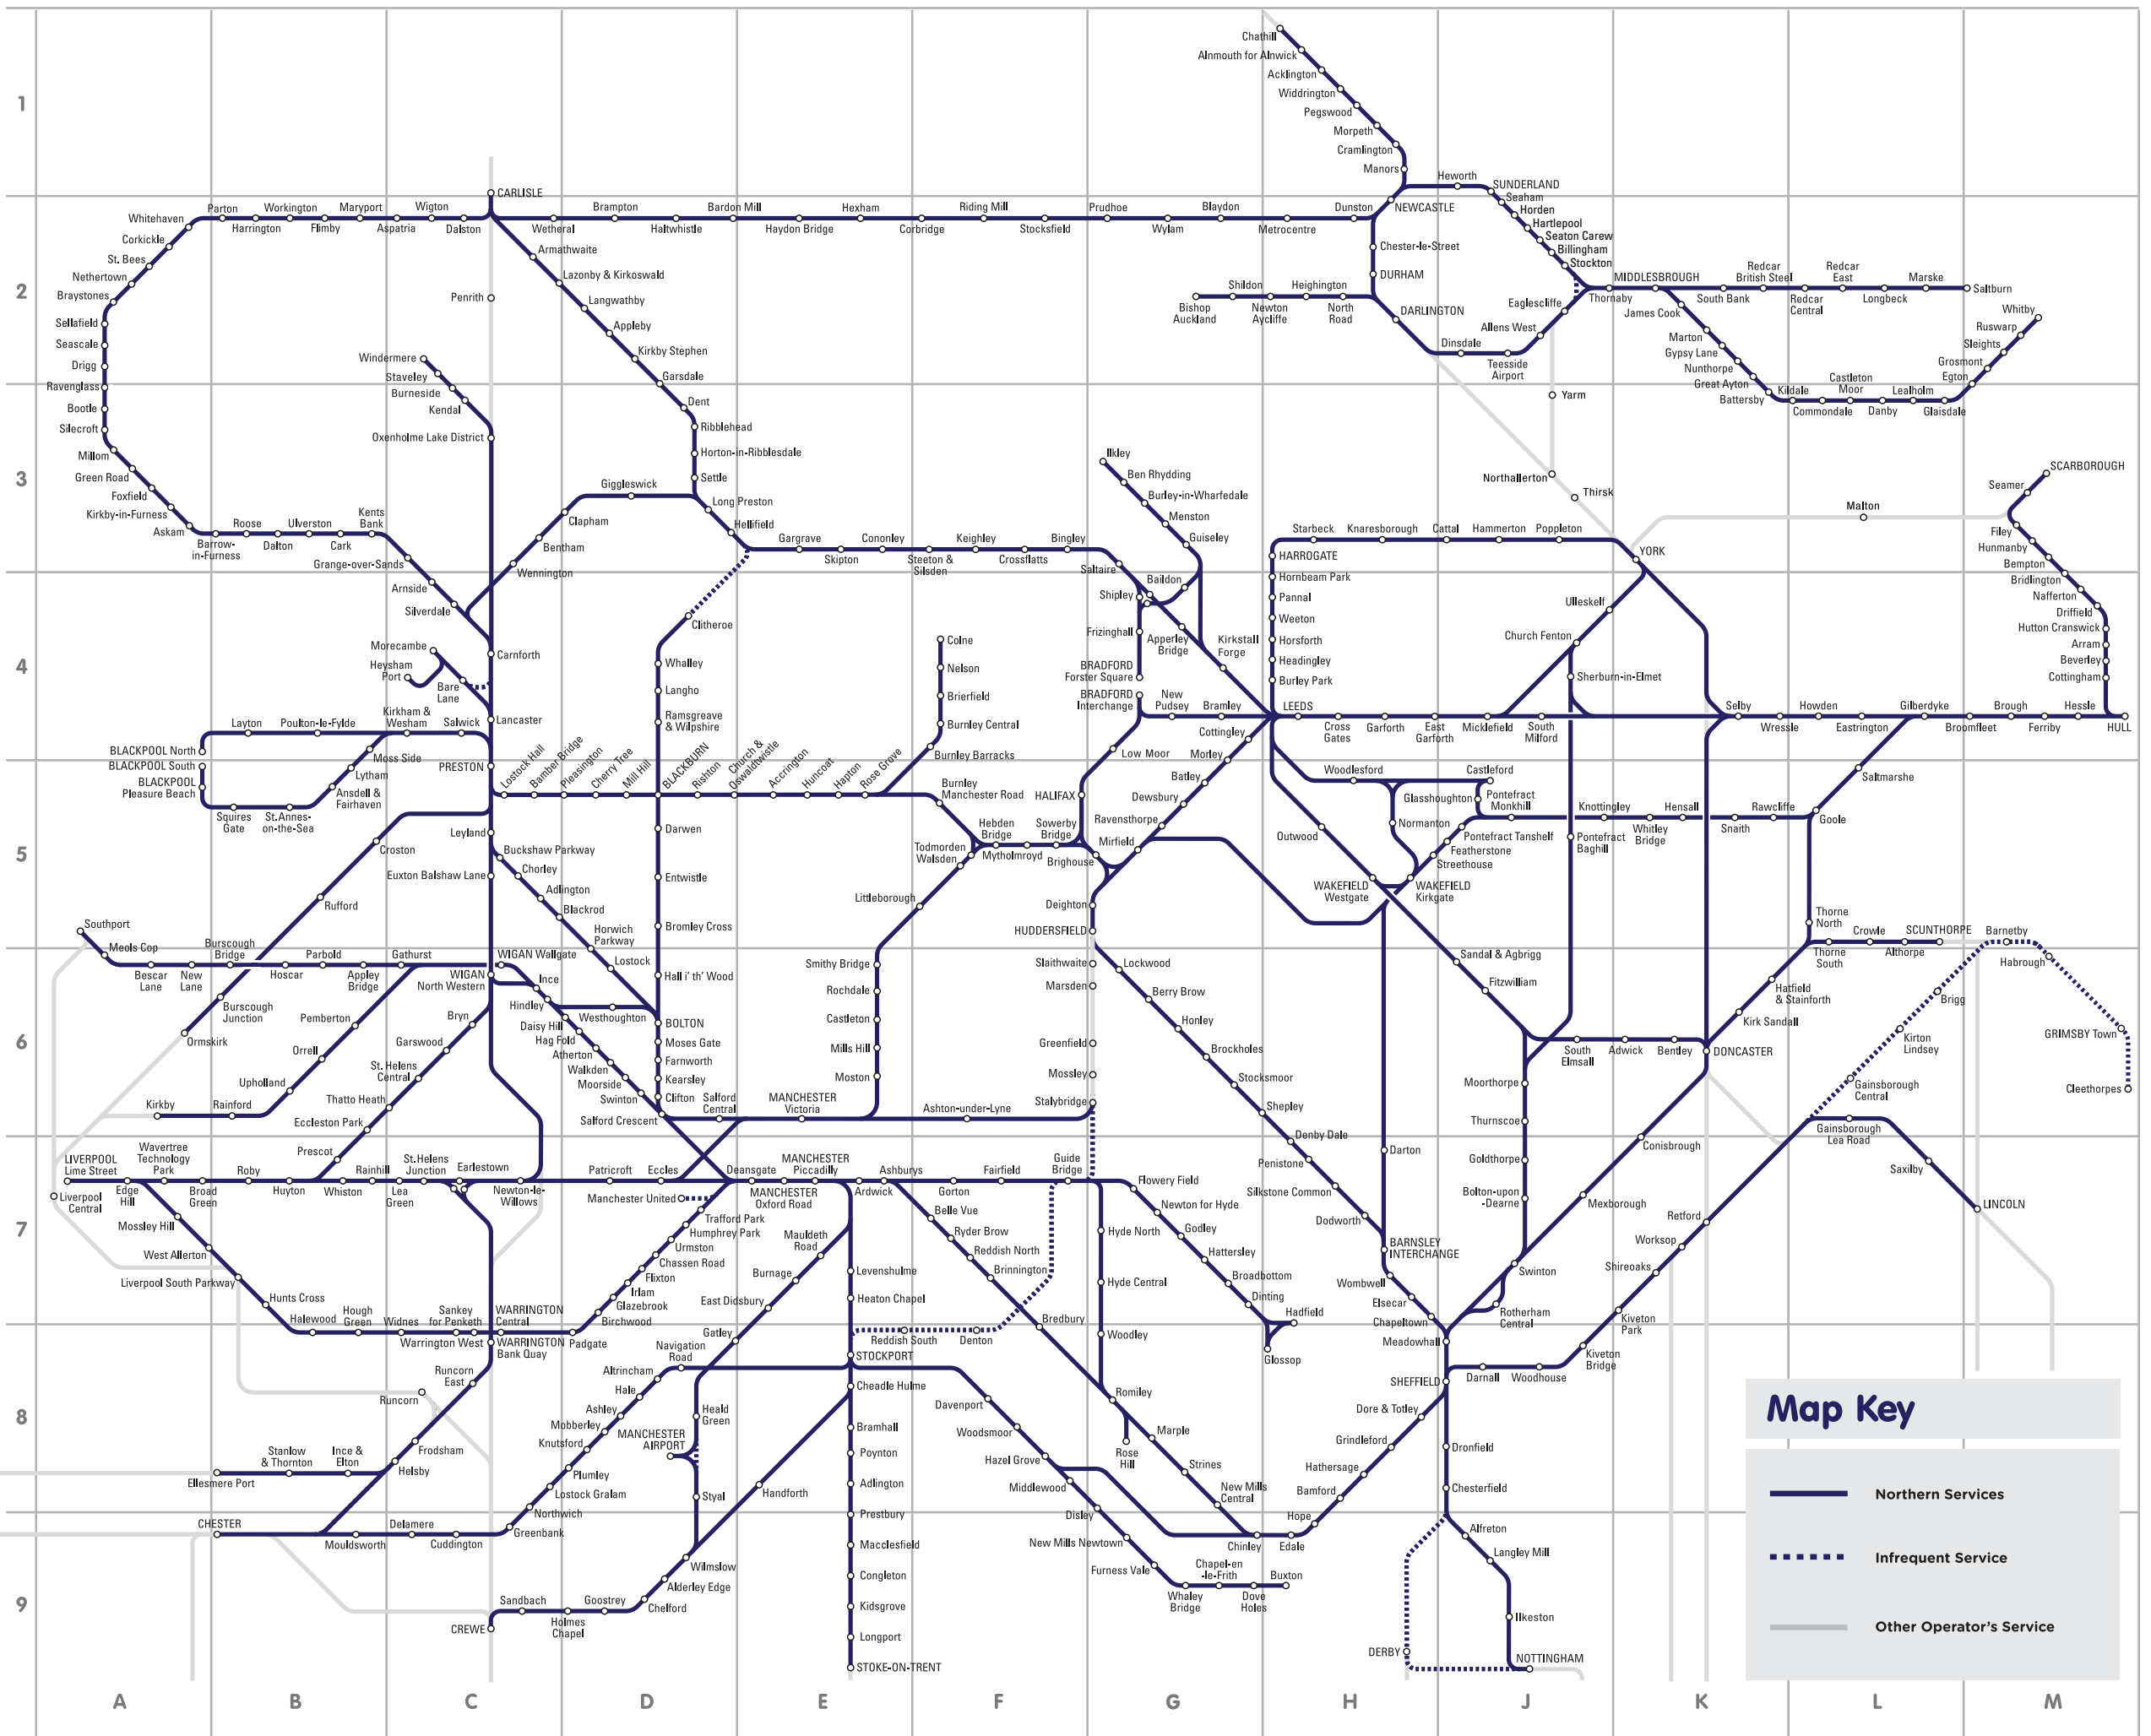 1
2
3
4
5
6
7
8
9
Chathill
Alnmouth for Alnwick
Acklington
Widdrington
Pegswood
Morpeth
Cramlington
Manors
Heworth
SUNDERLAND
Seaham
Horden
Hartlepool
Seaton Carew
Billingham
Stockton
NEWCASTLE
CARLISLE
Whitehaven
Parton
Harrington
Workington
Flimby
Maryport
Aspatria
Wigton
Dalston
Wetheral
Brampton
Haltwhistle
Bardon Mill
Haydon Bridge
Hexham
Corbridge
Riding Mill
Stocksfield
Prudhoe
Wylam
Blaydon
Metrocentre
Dunston
Corkickle
St. Bees
Nethertown
Braystones
Sellafield
Seascale
Drigg
Ravenglass
Bootle
Silecroft
Millom
Green Road
Foxfield
Kirkby-in-Furness
Askam
Barrow-
in-Furness
Roose
Dalton
Ulverston
Cark
Kents
Bank
Grange-over-Sands
Arnside
Silverdale
Penrith
Windermere
Staveley
Burneside
Kendal
Oxenholme Lake District
Armathwaite
Lazonby & Kirkoswald
Langwathby
Appleby
Kirkby Stephen
Garsdale
Dent
Ribblehead
Horton-in-Ribblesdale
Settle
Giggleswick
Clapham
Bentham
Wennington
Long Preston
Hellifield
Gargrave
Skipton
Cononley
Steeton &
Silsden
Keighley
Crossflatts
Bingley
Saltaire
Chester-le-Street
DURHAM
Bishop
Auckland
Shildon
Newton
Aycliffe
Heighington
North
Road
DARLINGTON
Dinsdale
Teesside
Airport
Allens West
Eaglescliffe
Thornaby
MIDDLESBROUGH
James Cook
South Bank
Redcar
British Steel
Redcar
Central
Redcar
East
Longbeck
Marske
Saltburn
Marton
Gypsy Lane
Nunthorpe
Great Ayton
Battersby
Kildale
Commondale
Castleton
Moor
Danby
Lealholm
Glaisdale
Egton
Grosmont
Sleights
Ruswarp
Whitby
Yarm
Northallerton
Thirsk
Malton
SCARBOROUGH
Seamer
Filey
Hunmanby
Bempton
Bridlington
Nafferton
Driffield
Hutton Cranswick
Arram
Beverley
Cottingham
Ilkley
Ben Rhydding
Burley-in-Wharfedale
Menston
Guiseley
Baildon
Shipley
Frizinghall
BRADFORD
Forster Square
BRADFORD
Interchange
Apperley
Bridge
Kirkstall
Forge
New
Pudsey
Bramley
Starbeck
Knaresborough
Cattal
Hammerton
Poppleton
YORK
HARROGATE
Hornbeam Park
Pannal
Weeton
Horsforth
Headingley
Burley Park
LEEDS
Cross
Gates
Garforth
East
Garforth
Micklefield
South
Milford
Ulleskelf
Church Fenton
Sherburn-in-Elmet
Selby
Wressle
Howden
Eastrington
Gilberdyke
Broomfleet
Brough
Ferriby
Hessle
HULL
Saltmarshe
Goole
Morecambe
Heysham
Port
Bare
Lane
Carnforth
Lancaster
Clitheroe
Whalley
Langho
Ramsgreave
& Wilpshire
Colne
Nelson
Brierfield
Burnley Central
Burnley Barracks
BLACKPOOL North
Layton
Poulton-le-Fylde
Kirkham &
Wesham
Salwick
BLACKPOOL South
BLACKPOOL
Pleasure Beach
Squires
Gate
St.Annes-
on-the-Sea
Ansdell &
Fairhaven
Lytham
Moss Side
PRESTON
Lostock Hall
Bamber Bridge
Pleasington
Cherry Tree
Mill Hill
BLACKBURN
Rishton
Church &
Oswaldtwistle
Accrington
Huncoat
Hapton
Rose Grove
Burnley
Manchester Road
Hebden
Bridge
Mytholmroyd
Sowerby
Bridge
Todmorden
Walsden
Littleborough
Smithy Bridge
Rochdale
Castleton
Mills Hill
Moston
HALIFAX
Low Moor
Brighouse
Mirfield
Ravensthorpe
Dewsbury
Batley
Morley
Cottingley
Deighton
HUDDERSFIELD
Slaithwaite
Marsden
Greenfield
Mossley
Stalybridge
Lockwood
Berry Brow
Honley
Brockholes
Stocksmoor
Shepley
Denby Dale
Penistone
Silkstone Common
Dodworth
BARNSLEY
INTERCHANGE
Darton
Wombwell
Elsecar
Chapeltown
Meadowhall
SHEFFIELD
Woodlesford
Castleford
Glasshoughton
Pontefract
Monkhill
Normanton
Outwood
Pontefract Tanshelf
Featherstone
Streethouse
WAKEFIELD
Westgate
WAKEFIELD
Kirkgate
Pontefract
Baghill
Knottingley
Whitley
Bridge
Hensall
Snaith
Rawcliffe
Sandal & Agbrigg
Fitzwilliam
South
Elmsall
Adwick
Bentley
DONCASTER
Kirk Sandall
Hatfield
& Stainforth
Thorne
North
Thorne
South
Crowle
Althorpe
SCUNTHORPE
Barnetby
Habrough
GRIMSBY Town
Cleethorpes
Brigg
Kirton
Lindsey
Gainsborough
Central
Gainsborough
Lea Road
Saxilby
LINCOLN
Moorthorpe
Thurnscoe
Goldthorpe
Bolton-upon
-Dearne
Swinton
Rotherham
Central
Mexborough
Conisbrough
Retford
Worksop
Shireoaks
Kiveton
Park
Kiveton
Bridge
Woodhouse
Darnall
Leyland
Buckshaw Parkway
Euxton Balshaw Lane
Chorley
Adlington
Blackrod
Horwich
Parkway
Lostock
Darwen
Entwistle
Bromley Cross
Hall i' th' Wood
BOLTON
Moses Gate
Farnworth
Kearsley
Clifton
Salford Crescent
Salford
Central
MANCHESTER
Victoria
Ashton-under-Lyne
Croston
Rufford
Burscough
Junction
Ormskirk
Southport
Meols Cop
Bescar
Lane
New
Lane
Burscough
Bridge
Hoscar
Parbold
Appley
Bridge
Gathurst
WIGAN Wallgate
WIGAN
North Western
Ince
Hindley
Westhoughton
Daisy Hill
Hag Fold
Atherton
Walkden
Moorside
Swinton
Pemberton
Orrell
Upholland
Rainford
Kirkby
Bryn
Garswood
St. Helens
Central
Thatto Heath
Eccleston Park
Prescot
LIVERPOOL
Lime Street
Liverpool
Central
Edge
Hill
Wavertree
Technology
Park
Broad
Green
Roby
Huyton
Whiston
Rainhill
Lea
Green
St.Helens
Junction
Earlestown
Newton-le-
Willows
Patricroft
Eccles
Manchester United
Deansgate
MANCHESTER
Oxford Road
MANCHESTER
Piccadilly
Ardwick
Ashburys
Gorton
Fairfield
Guide
Bridge
Flowery Field
Newton for Hyde
Godley
Hattersley
Broadbottom
Dinting
Hadfield
Glossop
Hyde North
Hyde Central
Woodley
Belle Vue
Ryder Brow
Reddish North
Brinnington
Bredbury
Romiley
Rose
Hill
Marple
Strines
New Mills
Central
Mossley Hill
West Allerton
Liverpool South Parkway
Hunts Cross
Halewood
Hough
Green
Widnes
Sankey
for Penketh
Warrington West
WARRINGTON
Central
WARRINGTON
Bank Quay
Padgate
Birchwood
Glazebrook
Irlam
Flixton
Chassen Road
Urmston
Humphrey Park
Trafford Park
Mauldeth
Road
Burnage
East Didsbury
Gatley
Levenshulme
Heaton Chapel
Reddish South
Denton
STOCKPORT
Navigation
Road
Altrincham
Hale
Ashley
Mobberley
Knutsford
Plumley
Lostock Gralam
Northwich
Greenbank
Cuddington
Delamere
Mouldsworth
CHESTER
Heald
Green
MANCHESTER
AIRPORT
Styal
Cheadle Hulme
Bramhall
Poynton
Adlington
Prestbury
Macclesfield
Congleton
Kidsgrove
Longport
STOKE-ON-TRENT
Handforth
Wilmslow
Alderley Edge
Chelford
Goostrey
Holmes
Chapel
Sandbach
CREWE
Runcorn
East
Runcorn
Frodsham
Helsby
Ince &
Elton
Stanlow
& Thornton
Ellesmere Port
Davenport
Woodsmoor
Hazel Grove
Middlewood
Disley
New Mills Newtown
Furness Vale
Whaley
Bridge
Chapel-en
-le-Frith
Dove
Holes
Buxton
Chinley
Edale
Hope
Bamford
Hathersage
Grindleford
Dore & Totley
Dronfield
Chesterfield
Alfreton
Langley Mill
Ilkeston
NOTTINGHAM
DERBY
Map Key
Northern Services
Infrequent Service
Other Operator's Service
A
B
C
D
E
F
G
H
J
K
L
M